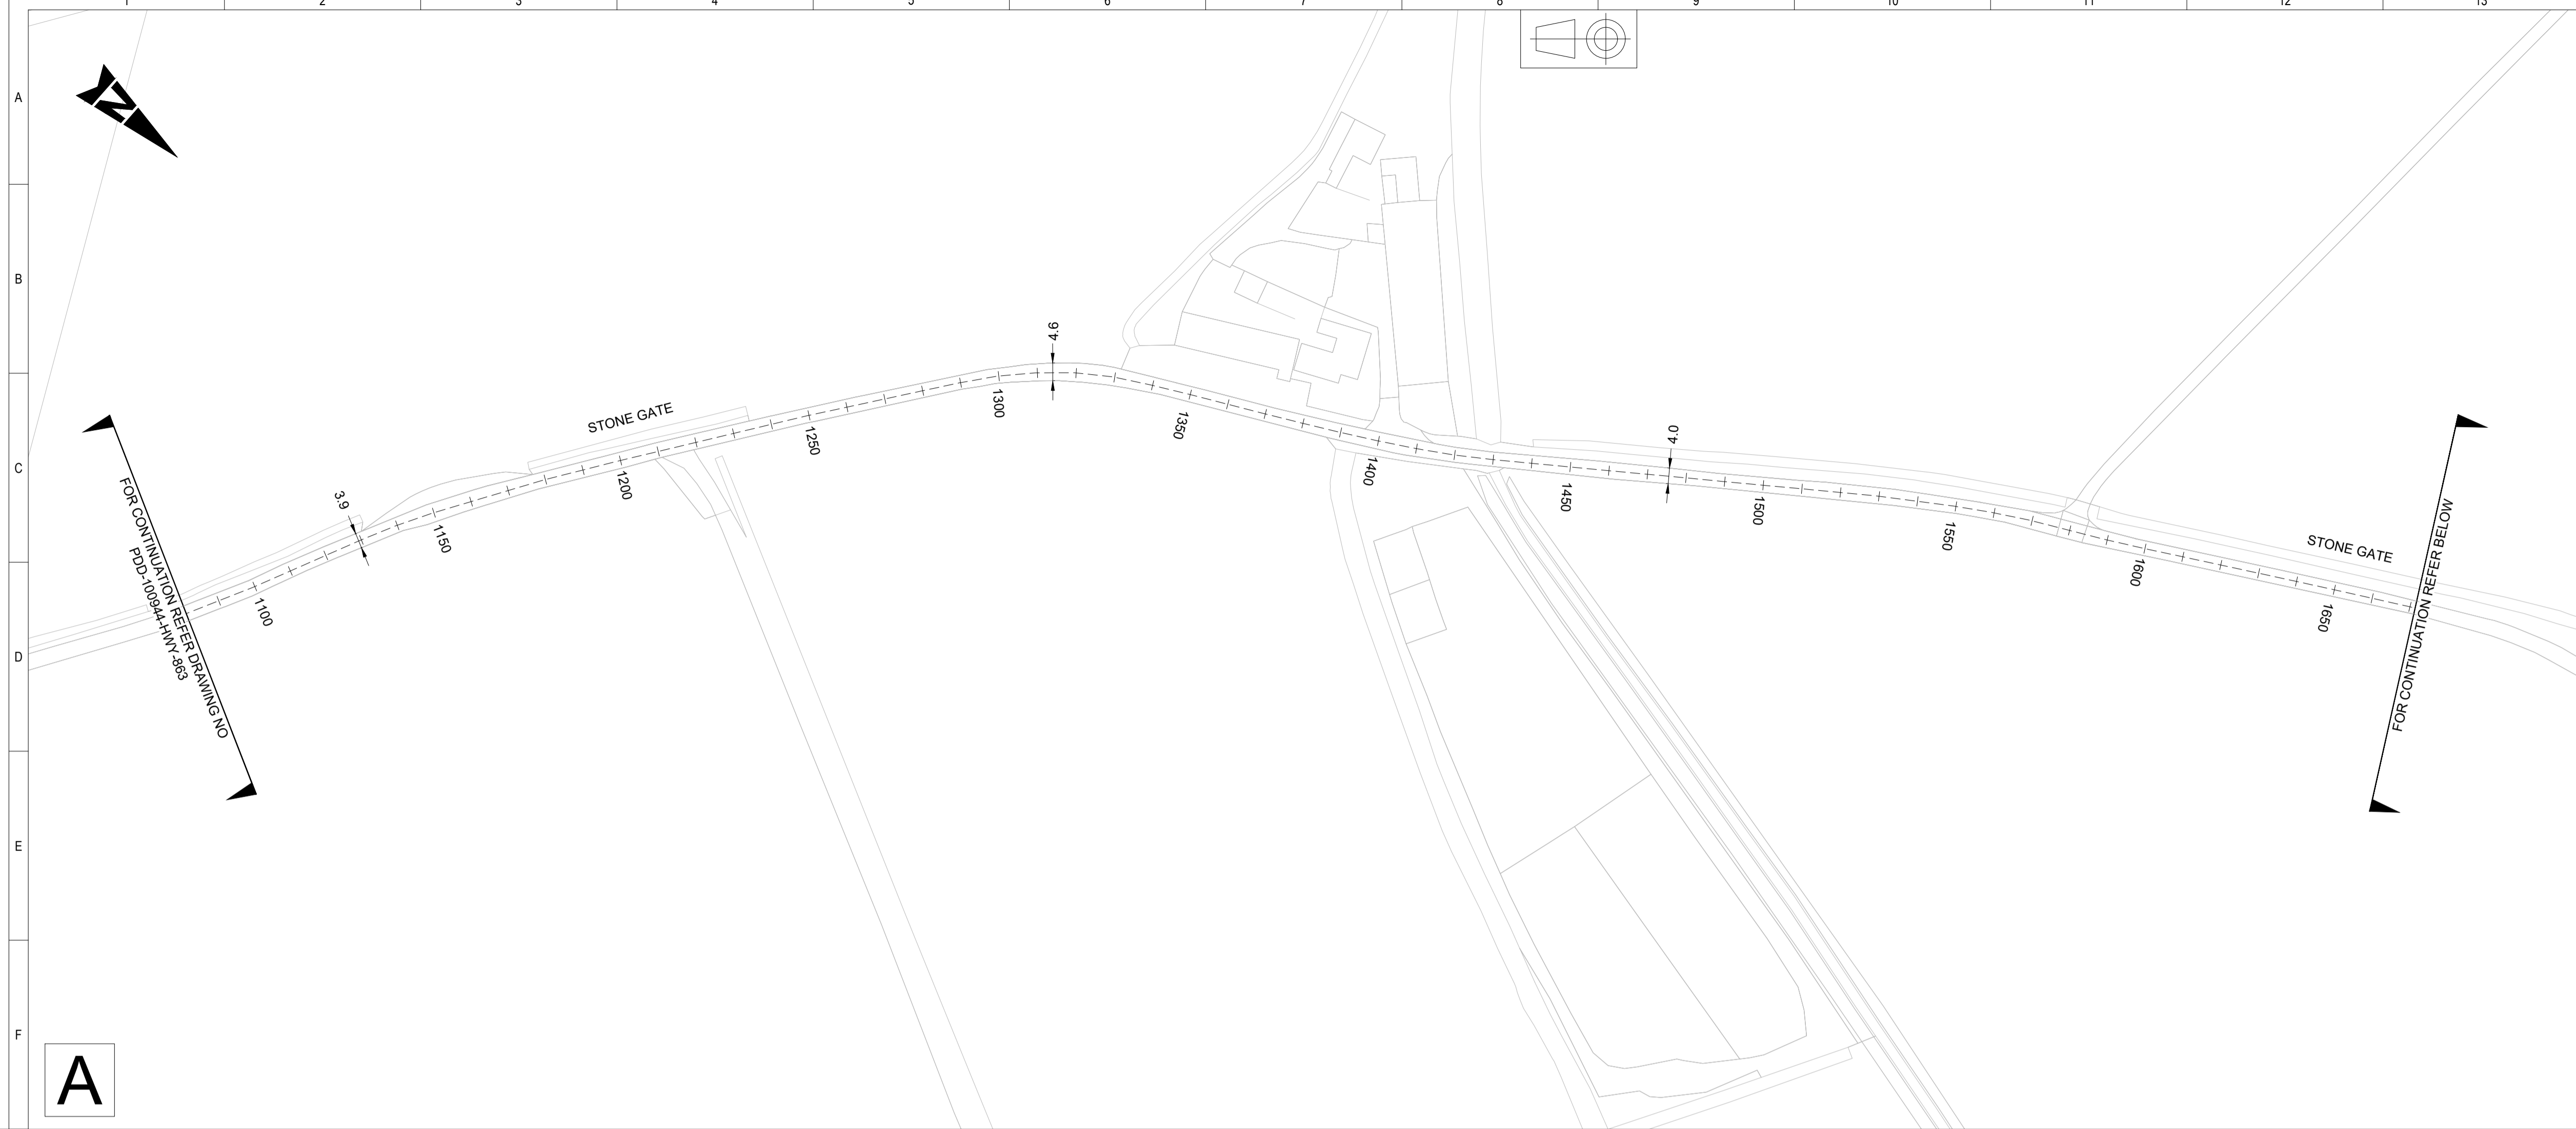 1 2 3 4 5 6 7 8 9 10 11 12 13
A
B
C
D
E
F
N
FOR CONTINUATION REFER DRAWING NO
PDD-100944-HWY-863
3.9
STONE GATE
4.6
4.0
STONE GATE
1100
1150
1200
1250
1300
1350
1400
1450
1500
1550
1600
1650
FOR CONTINUATION REFER BELOW
A